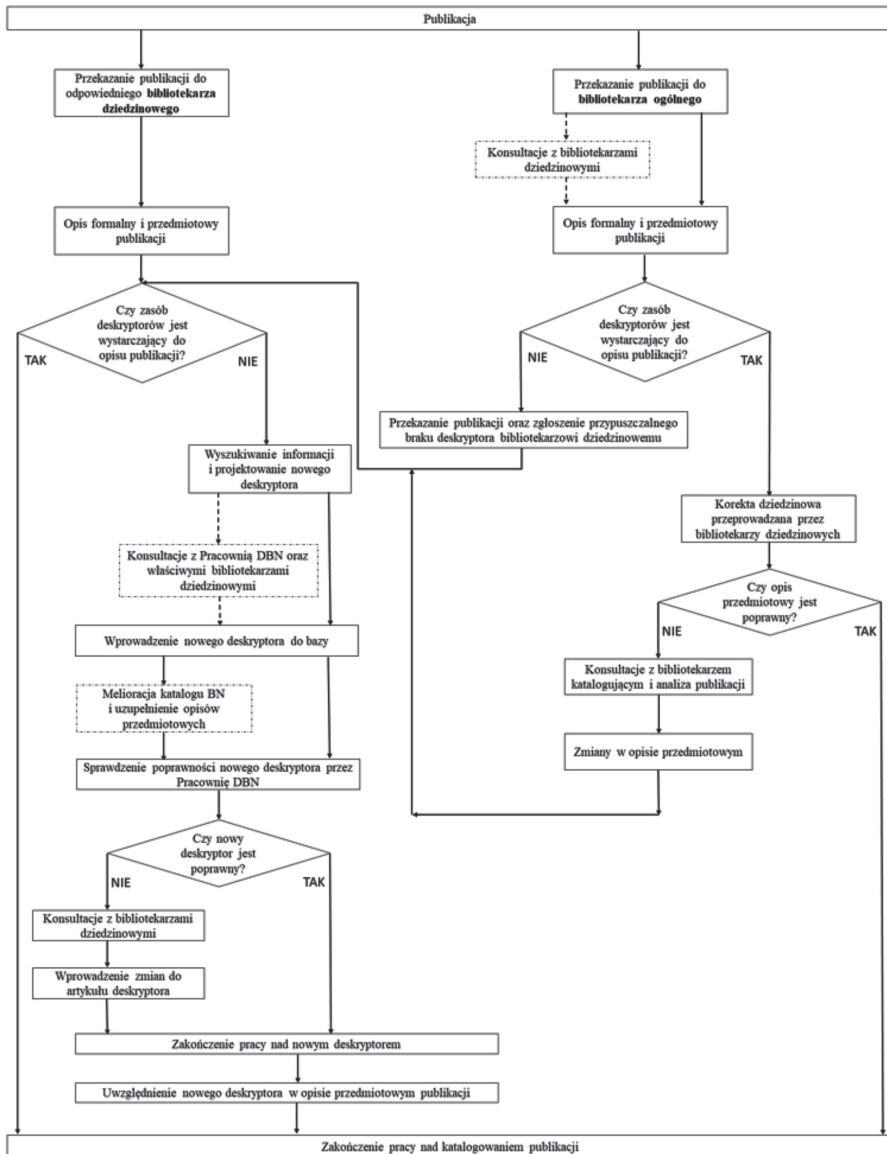 Publikacja
Przekazanie publikacji do
odpowiedniego bibliotekarza
dziedzinowego
Przekazanie publikacji do
bibliotekarza ogólnego
Konsultacje z bibliotekarzami
dziedzinowymi
Opis formalny i przedmiotowy
publikacji
Opis formalny i przedmiotowy
publikacji
Czy zasób
deskryptorów jest
wystarczający do
opisu publikacji?
TAK
NIE
Czy zasób
deskryptorów jest
wystarczający do
opisu publikacji?
NIE
TAK
Przekazanie publikacji oraz zgłoszenie przypuszczalnego
braku deskryptora bibliotekarzowi dziedzinowemu
Wyszukiwanie informacji
i projektowanie nowego
deskryptora
Korekta dziedzinowa
przeprowadzana przez
bibliotekarzy dziedzinowych
Konsultacje z Pracownią DBN oraz
właściwymi bibliotekarzami
dziedzinowymi
Czy opis
przedmiotowy jest
poprawny?
NIE
TAK
Wprowadzenie nowego deskryptora do bazy
Konsultacje z bibliotekarzem
katalogującym i analiza publikacji
Melioracja katalogu BN
i uzupełnienie opisów
przedmiotowych
Zmiany w opisie przedmiotowym
Sprawdzenie poprawności nowego deskryptora przez
Pracownię DBN
Czy nowy
deskryptor jest
poprawny?
NIE
TAK
Konsultacje z bibliotekarzami
dziedzinowymi
Wprowadzenie zmian do
artykułu deskryptora
Zakończenie pracy nad nowym deskryptorem
Uwzględnienie nowego deskryptora w opisie przedmiotowym publikacji
Zakończenie pracy nad katalogowaniem publikacji